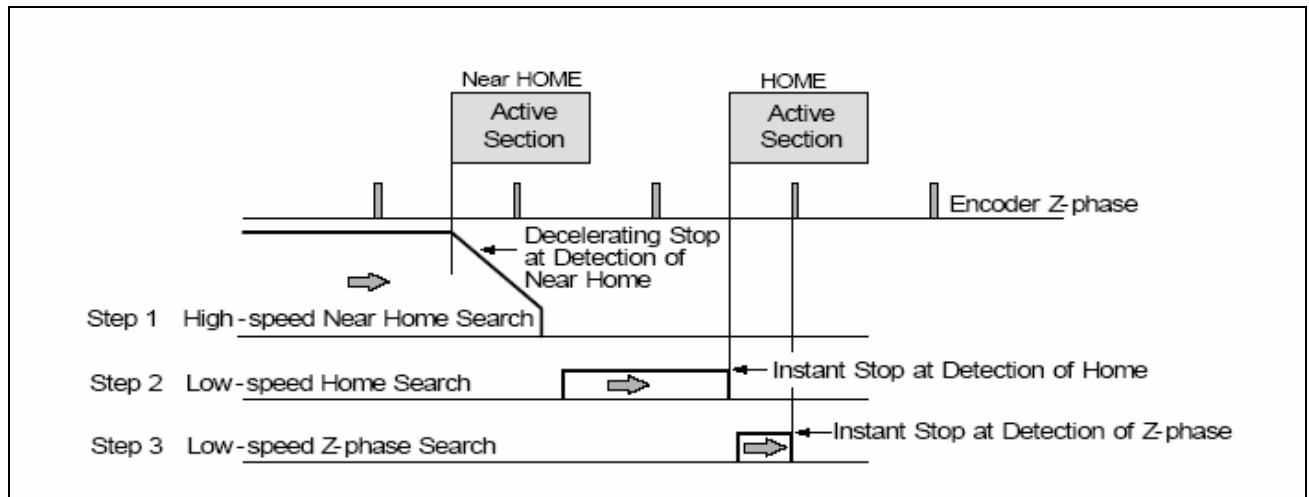 Near HOME
HOME
Active
Section
Active
Section
Encoder Z-phase
Decelerating Stop
at Detection of
Near Home
Step 1 High-speed Near Home Search
Instant Stop at Detection of Home
Step 2 Low-speed Home Search
Instant Stop at Detection of Z-phase
Step 3 Low-speed Z-phase Search